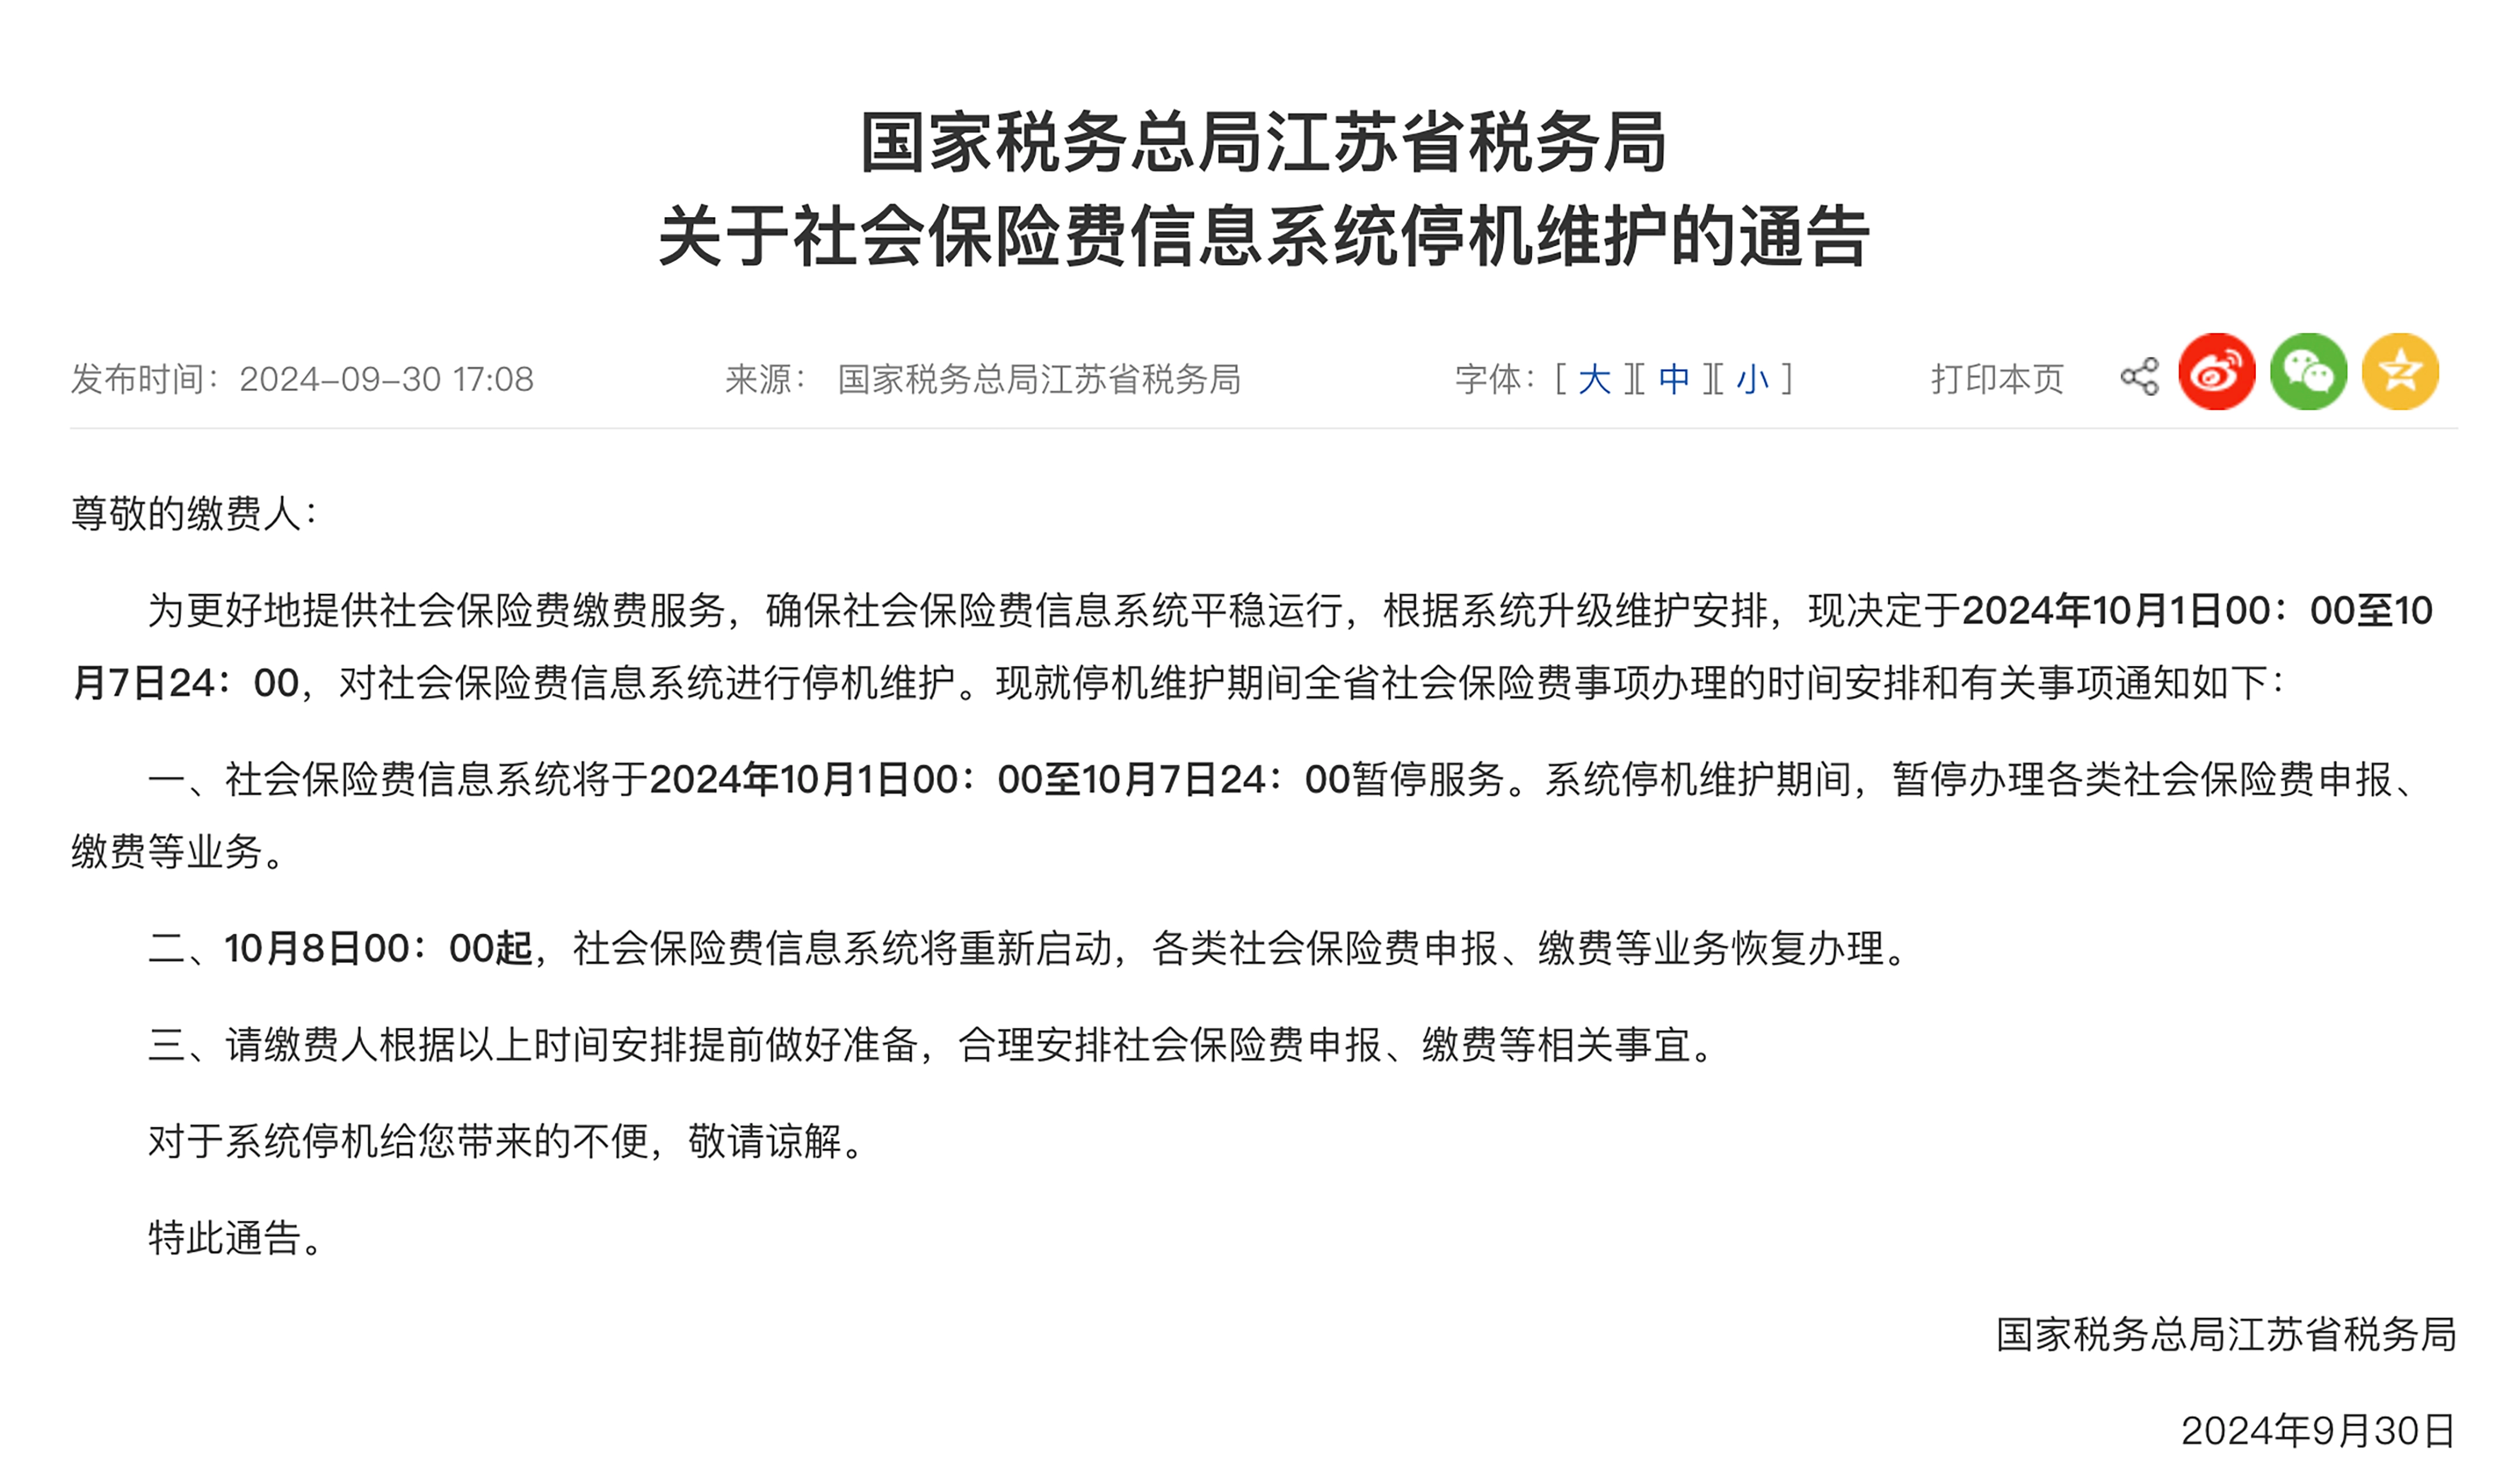 国家税务总局江苏省税务局
关于社会保险费信息系统停机维护的通告
发布时间：2024-09-30 17:08 来源： 国家税务总局江苏省税务局 字体：[ 大 ][ 中 ][ 小 ] 打印本页
尊敬的缴费人：
为更好地提供社会保险费缴费服务，确保社会保险费信息系统平稳运行，根据系统升级维护安排，现决定于2024年10月1日00：00至10
月7日24：00，对社会保险费信息系统进行停机维护。现就停机维护期间全省社会保险费事项办理的时间安排和有关事项通知如下：
一、社会保险费信息系统将于2024年10月1日00：00至10月7日24：00暂停服务。系统停机维护期间，暂停办理各类社会保险费申报、
缴费等业务。
二、10月8日00：00起，社会保险费信息系统将重新启动，各类社会保险费申报、缴费等业务恢复办理。
三、请缴费人根据以上时间安排提前做好准备，合理安排社会保险费申报、缴费等相关事宜。
对于系统停机给您带来的不便，敬请谅解。
特此通告。
国家税务总局江苏省税务局
2024年9月30日